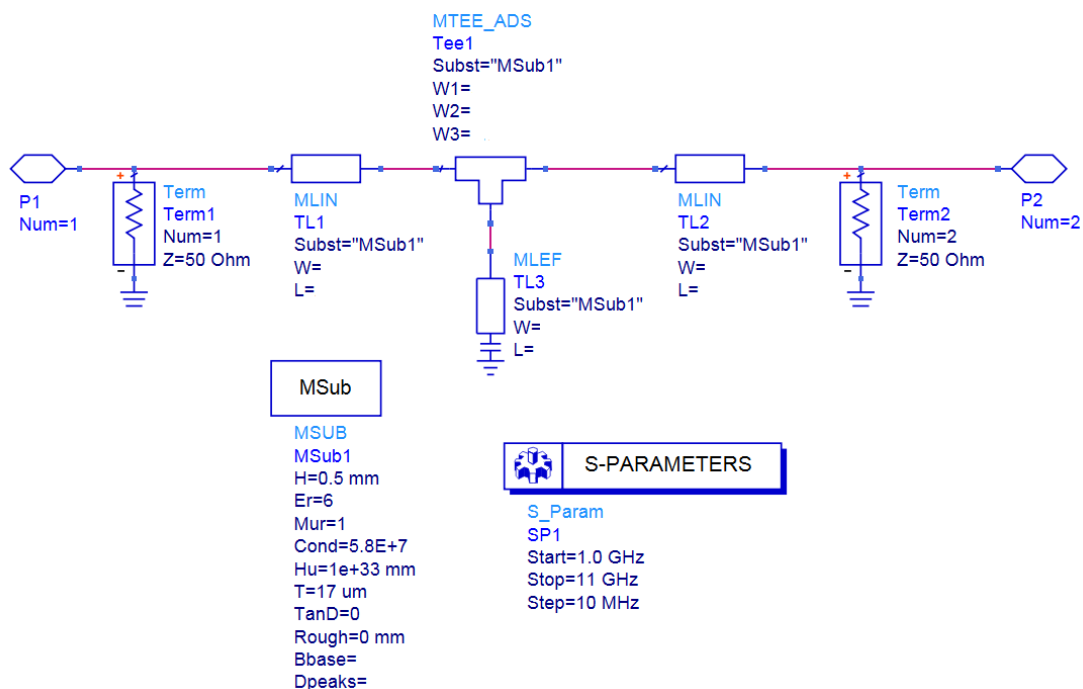 MTEE_ADS
Tee1
Subst="MSub1"
W1=
W2=
W3=
P1
Num=1
+
Term
Term1
Num=1
Z=50 Ohm
-
MLIN
TL1
Subst="MSub1"
W=
L=
MLEF
TL3
Subst="MSub1"
W=
L=
MLIN
TL2
Subst="MSub1"
W=
L=
+
Term
Term2
Num=2
Z=50 Ohm
-
P2
Num=2
MSub
MSUB
MSub1
H=0.5 mm
Er=6
Mur=1
Cond=5.8E+7
Hu=1e+33 mm
T=17 um
TanD=0
Rough=0 mm
Bbase=
Dpeaks=
S-PARAMETERS
S_Param
SP1
Start=1.0 GHz
Stop=11 GHz
Step=10 MHz